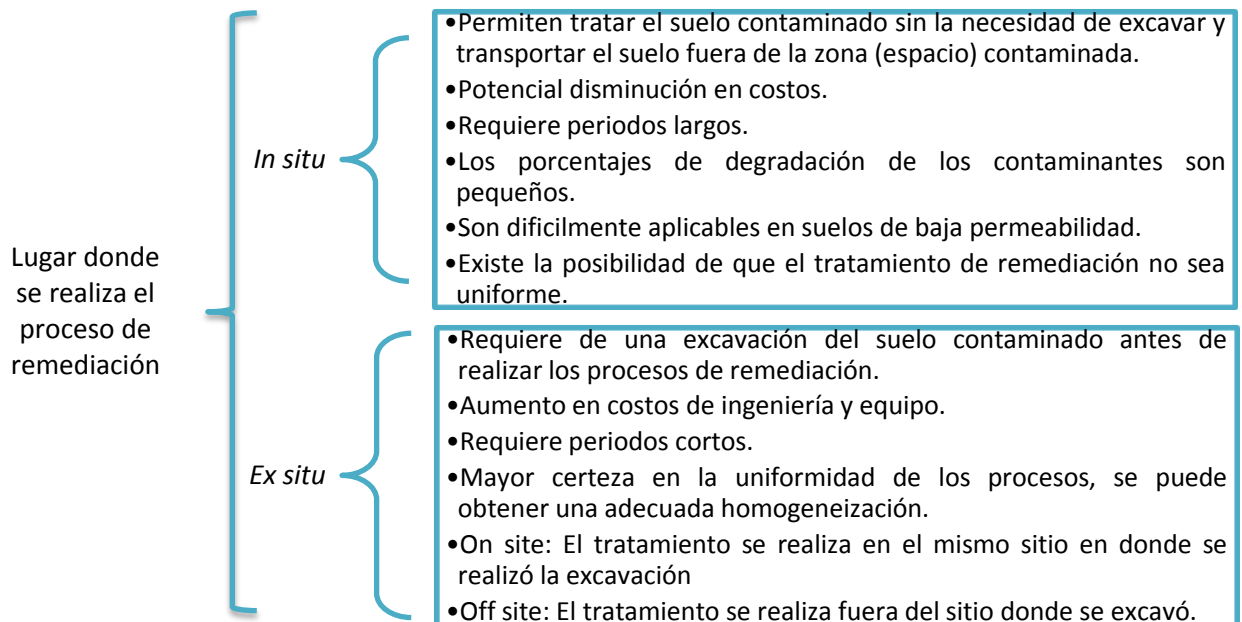 Lugar donde
se realiza el
proceso de
remediación
In situ
•Permiten tratar el suelo contaminado sin la necesidad de excavar y
transportar el suelo fuera de la zona (espacio) contaminada.
•Potencial disminución en costos.
•Requiere periodos largos.
•Los porcentajes de degradación de los contaminantes son
pequeños.
•Son dificilmente aplicables en suelos de baja permeabilidad.
•Existe la posibilidad de que el tratamiento de remediación no sea
uniforme.
Ex situ
•Requiere de una excavación del suelo contaminado antes de
realizar los procesos de remediación.
•Aumento en costos de ingeniería y equipo.
•Requiere periodos cortos.
•Mayor certeza en la uniformidad de los procesos, se puede
obtener una adecuada homogeneización.
•On site: El tratamiento se realiza en el mismo sitio en donde se
realizó la excavación
•Off site: El tratamiento se realiza fuera del sitio donde se excavó.